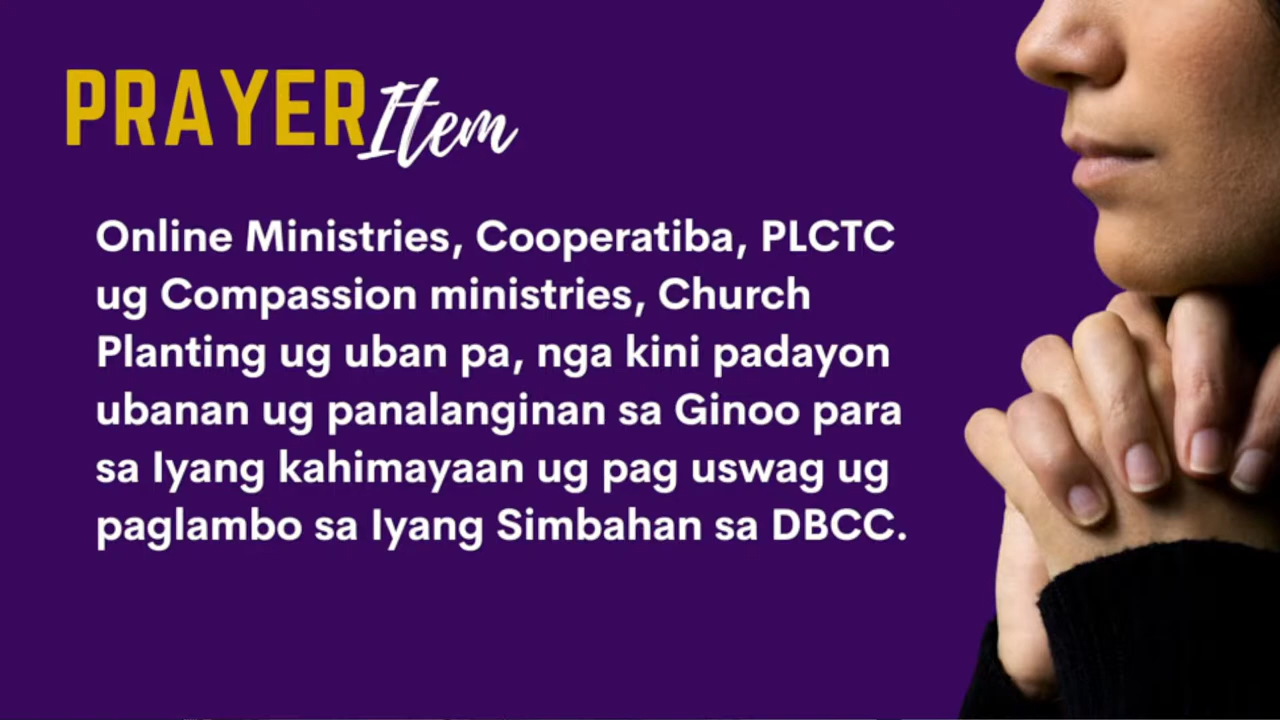 PRAYER Item
Online Ministries, Cooperatiba, PLCTC
ug Compassion ministries, Church
Planting ug uban pa, nga kini padayon
ubanan ug panalanginan sa Ginoo para
sa Iyang kahimayaan ug pag uswag ug
paglambo sa Iyang Simbahan sa DBCC.